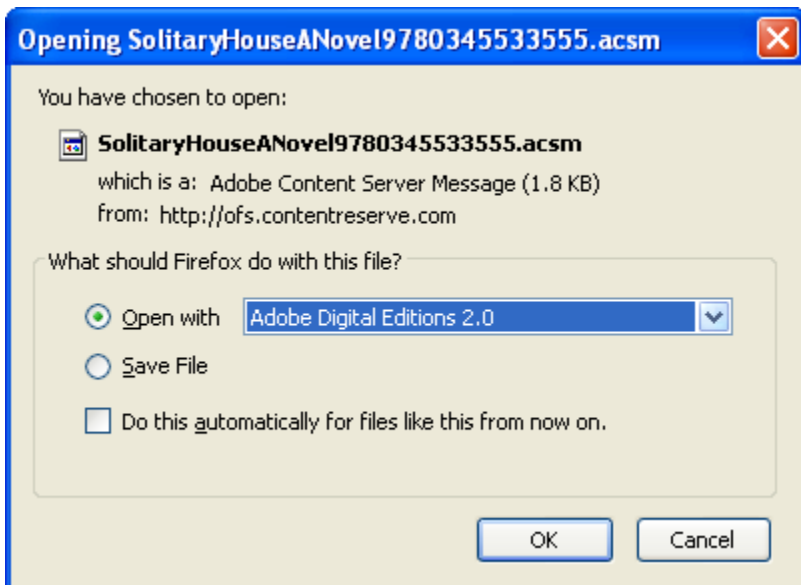 Opening SolitaryHouseANovel9780345533555.acsm
You have chosen to open:
SolitaryHouseANovel9780345533555.acsm
which is a: Adobe Content Server Message (1.8 KB)
from: http://ofs.contentreserve.com
What should Firefox do with this file?
Open with Adobe Digital Editions 2.0
Save File
Do this automatically for files like this from now on.
OK Cancel